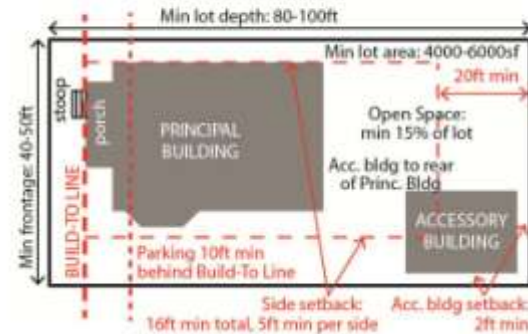 Min lot depth: 80-100ft
Min lot area: 4000-6000sf
20ft min
Min frontage: 40-50ft
stoop
porch
PRINCIPAL
BUILDING
Open Space:
min 15% of lot
Acc. bldg to rear
of Princ. Bldg
BUILD-TO LINE
ACCESSORY
BUILDING
Parking 10ft min
behind Build-To Line
Side setback:
16ft min total, 5ft min per side
Acc. bldg setback:
2ft min